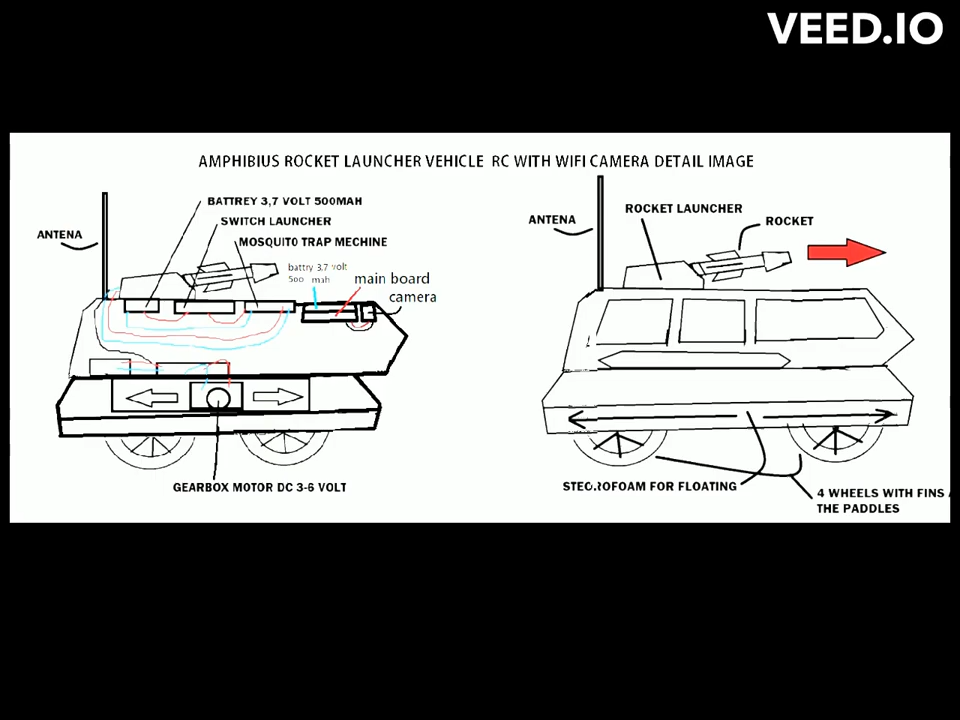 VEED.IO
AMPHIBIUS ROCKET LAUNCHER VEHICLE RC WITH WIFI CAMERA DETAIL IMAGE
BATTREY 3,7 VOLT 500MAH
SWITCH LAUNCHER
MOSQUITO TRAP MECHINE
ANTENA
battry 3.7 volt
500 mah
main board
camera
GEARBOX MOTOR DC 3-6 VOLT
ANTENA
ROCKET LAUNCHER
ROCKET
FOAM FOR FLOATING
4 WHEELS WITH FINS
THE PADDLES